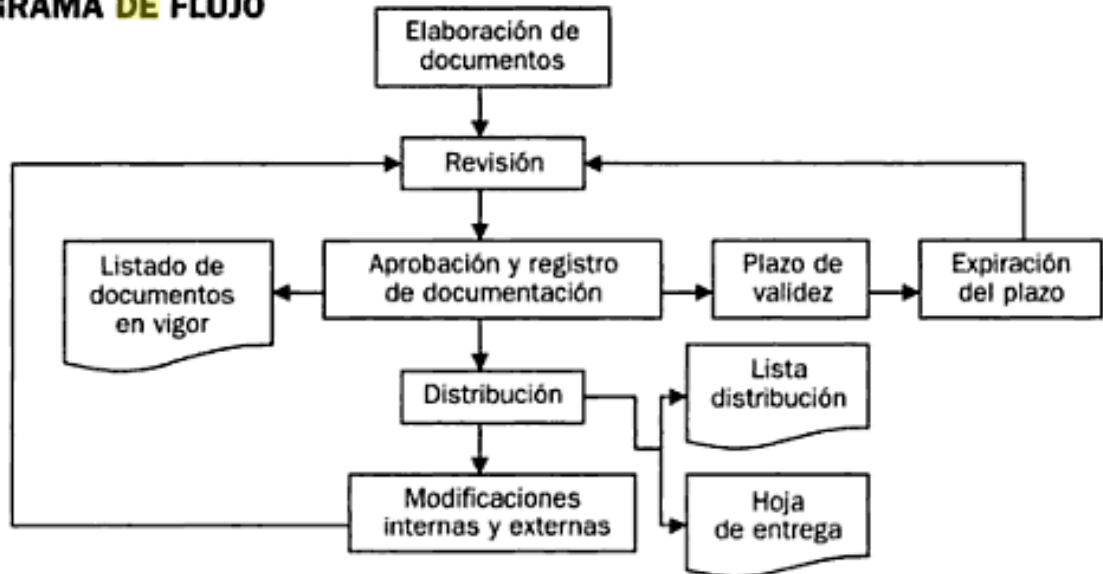 GRAMA DE FLUJO
Elaboración de
documentos
Revisión
Listado de
documentos
en vigor
Aprobación y registro
de documentación
Plazo de
validez
Expiración
del plazo
Distribución
Lista
distribución
Modificaciones
internas y externas
Hoja
de entrega